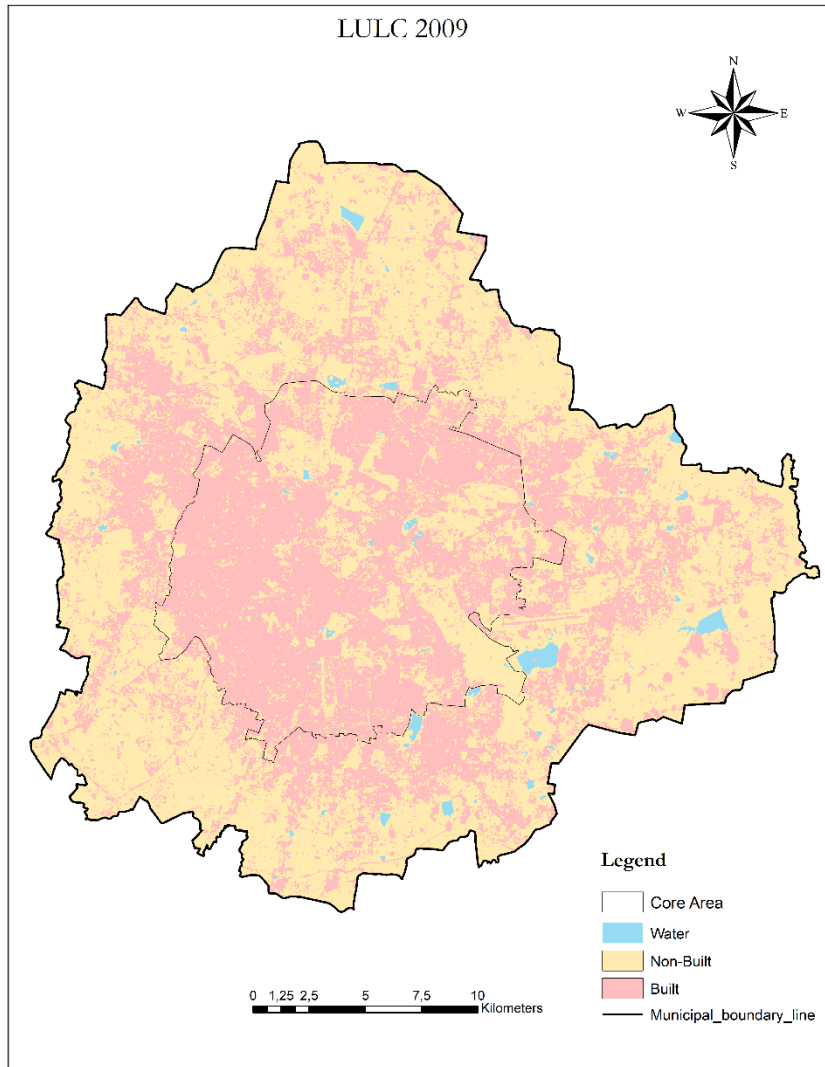 LULC 2009
N
W E
S
Legend
Core Area
Water
Non-Built
Built
Municipal_boundary_line
0 1,25 2,5 5 7,5 10
Kilometers